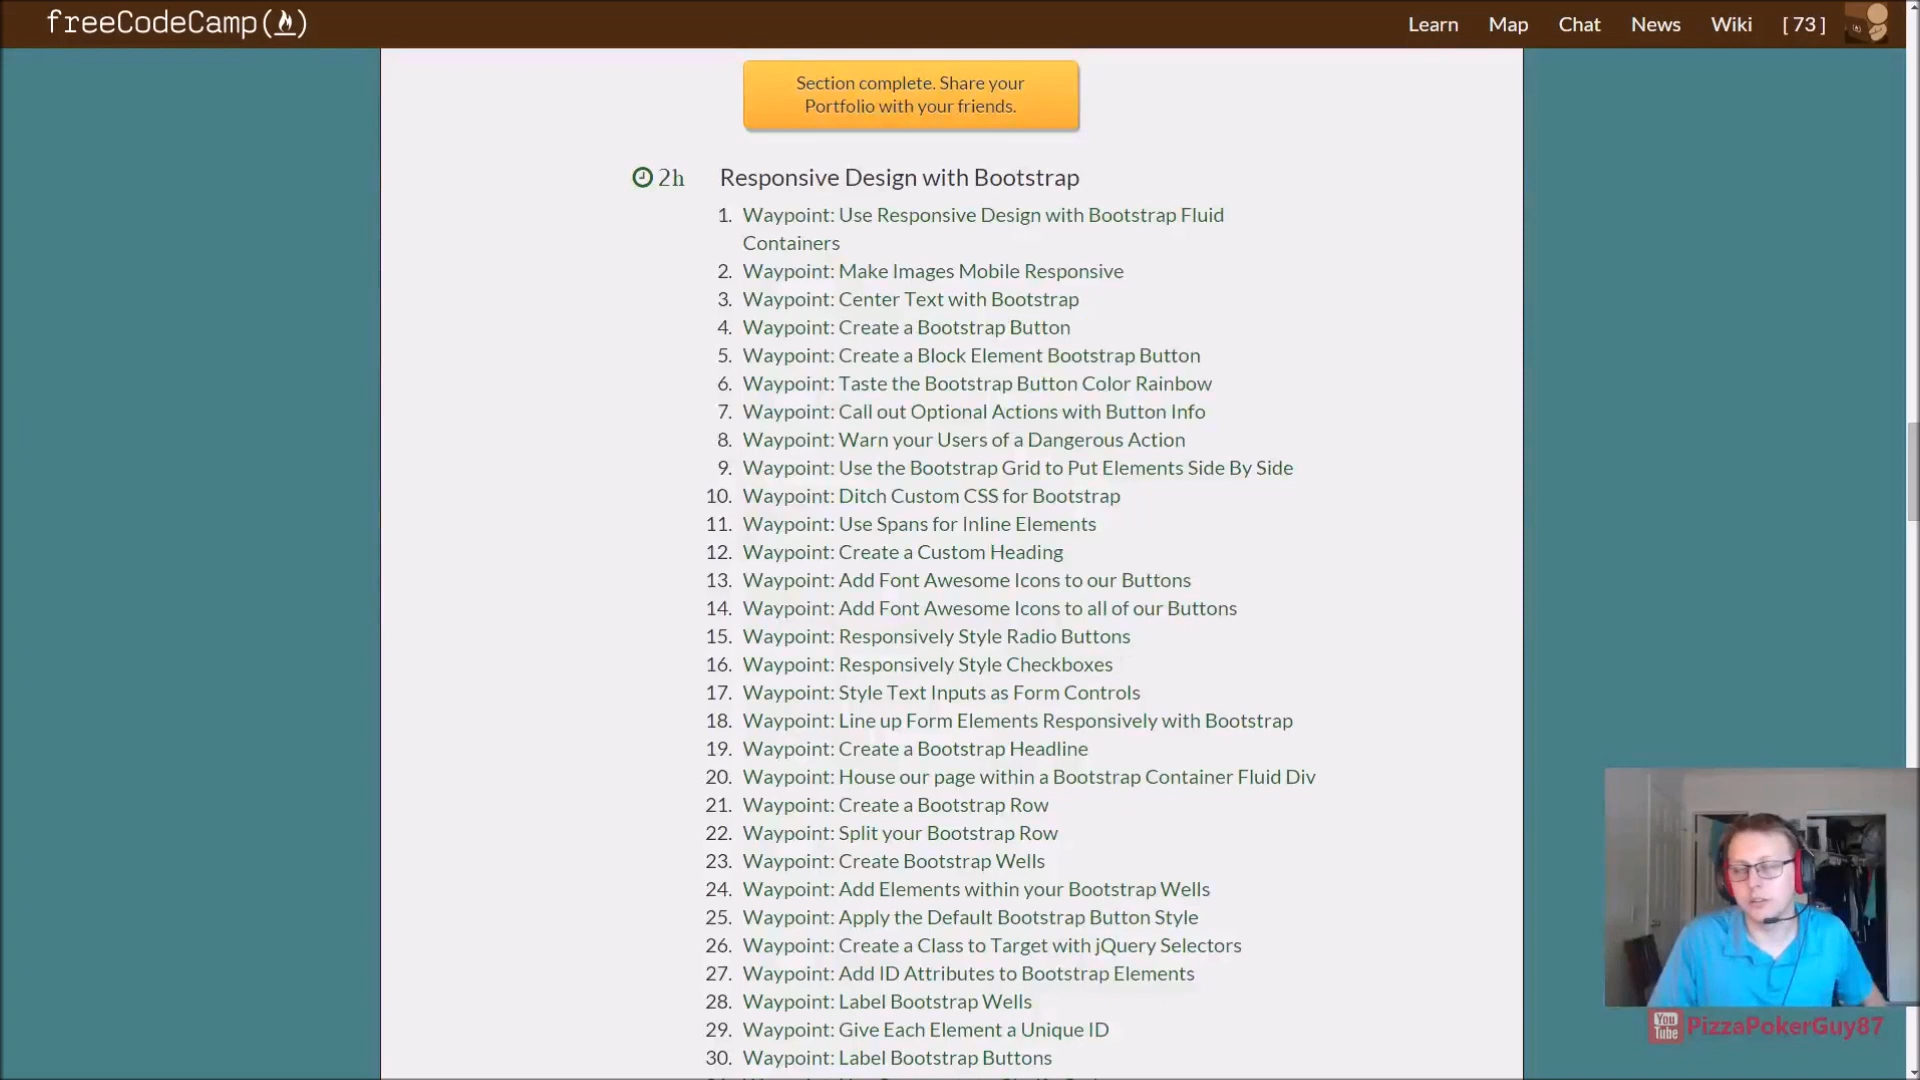 freeCodeCamp
Learn Map Chat News Wiki [ 73 ]
Section complete. Share your
Portfolio with your friends.
2h Responsive Design with Bootstrap
1. Waypoint: Use Responsive Design with Bootstrap Fluid
Containers
2. Waypoint: Make Images Mobile Responsive
3. Waypoint: Center Text with Bootstrap
4. Waypoint: Create a Bootstrap Button
5. Waypoint: Create a Block Element Bootstrap Button
6. Waypoint: Taste the Bootstrap Button Color Rainbow
7. Waypoint: Call out Optional Actions with Button Info
8. Waypoint: Warn your Users of a Dangerous Action
9. Waypoint: Use the Bootstrap Grid to Put Elements Side By Side
10. Waypoint: Ditch Custom CSS for Bootstrap
11. Waypoint: Use Spans for Inline Elements
12. Waypoint: Create a Custom Heading
13. Waypoint: Add Font Awesome Icons to our Buttons
14. Waypoint: Add Font Awesome Icons to all of our Buttons
15. Waypoint: Responsively Style Radio Buttons
16. Waypoint: Responsively Style Checkboxes
17. Waypoint: Style Text Inputs as Form Controls
18. Waypoint: Line up Form Elements Responsively with Bootstrap
19. Waypoint: Create a Bootstrap Headline
20. Waypoint: House our page within a Bootstrap Container Fluid Div
21. Waypoint: Create a Bootstrap Row
22. Waypoint: Split your Bootstrap Row
23. Waypoint: Create Bootstrap Wells
24. Waypoint: Add Elements within your Bootstrap Wells
25. Waypoint: Apply the Default Bootstrap Button Style
26. Waypoint: Create a Class to Target with jQuery Selectors
27. Waypoint: Add ID Attributes to Bootstrap Elements
28. Waypoint: Label Bootstrap Wells
29. Waypoint: Give Each Element a Unique ID
30. Waypoint: Label Bootstrap Buttons
You Tube PizzaPokerGuy87